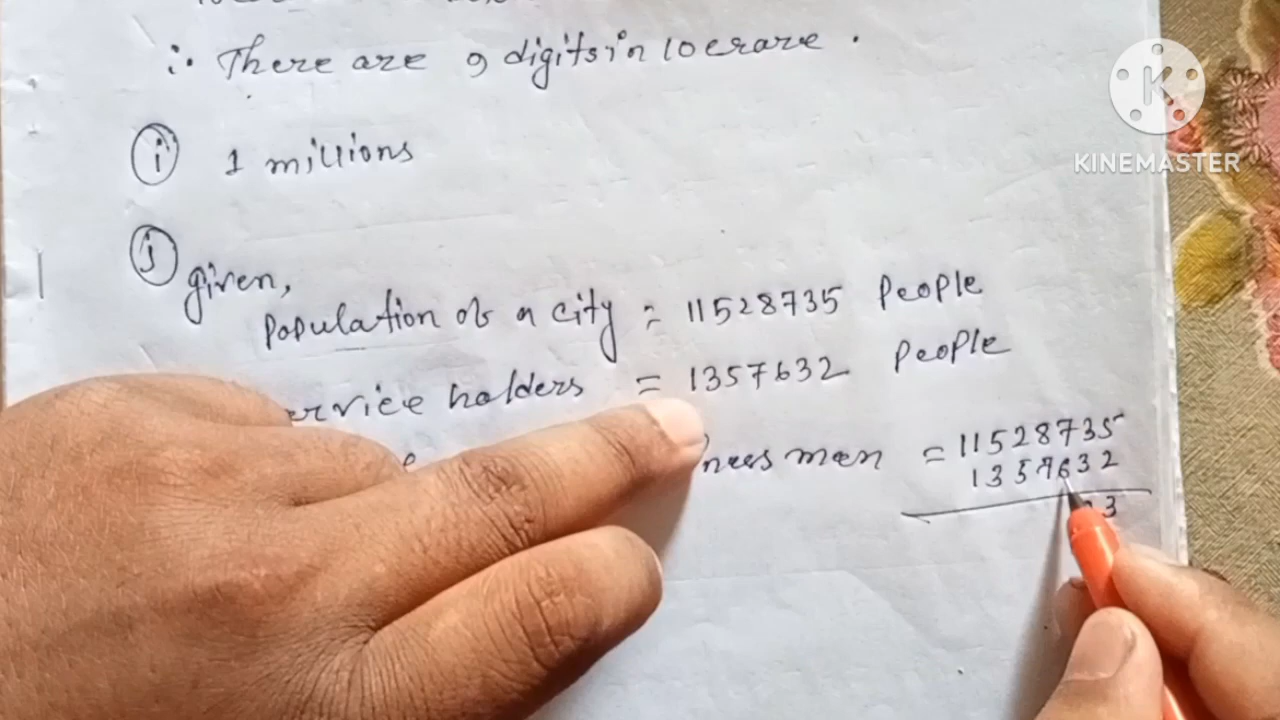 ∴ There are 9 digits in 10 crare.
K
KINEMASTER
i 1 millions
j given,
Population of a city = 11528735 People
ervice holders = 1357632 People
ness men = 11528735
1357632
3